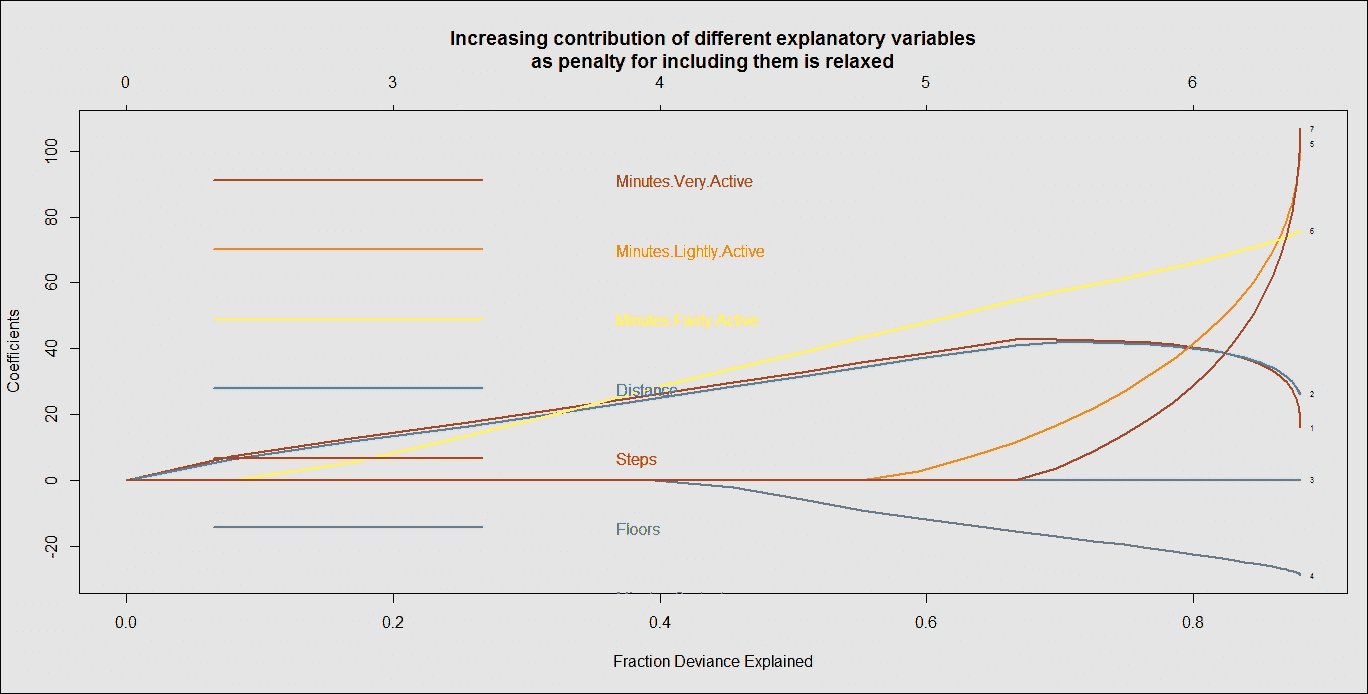 Increasing contribution of different explanatory variables
as penalty for including them is relaxed
0 3 4 5 6
100
80
60
40
20
0
-20
Coefficients
Minutes.Very.Active
Minutes.Lightly.Active
Minutes.Fairly.Active
Distance
Steps
Floors
7
5
6
2
1
3
4
0.0 0.2 0.4 0.6 0.8
Fraction Deviance Explained